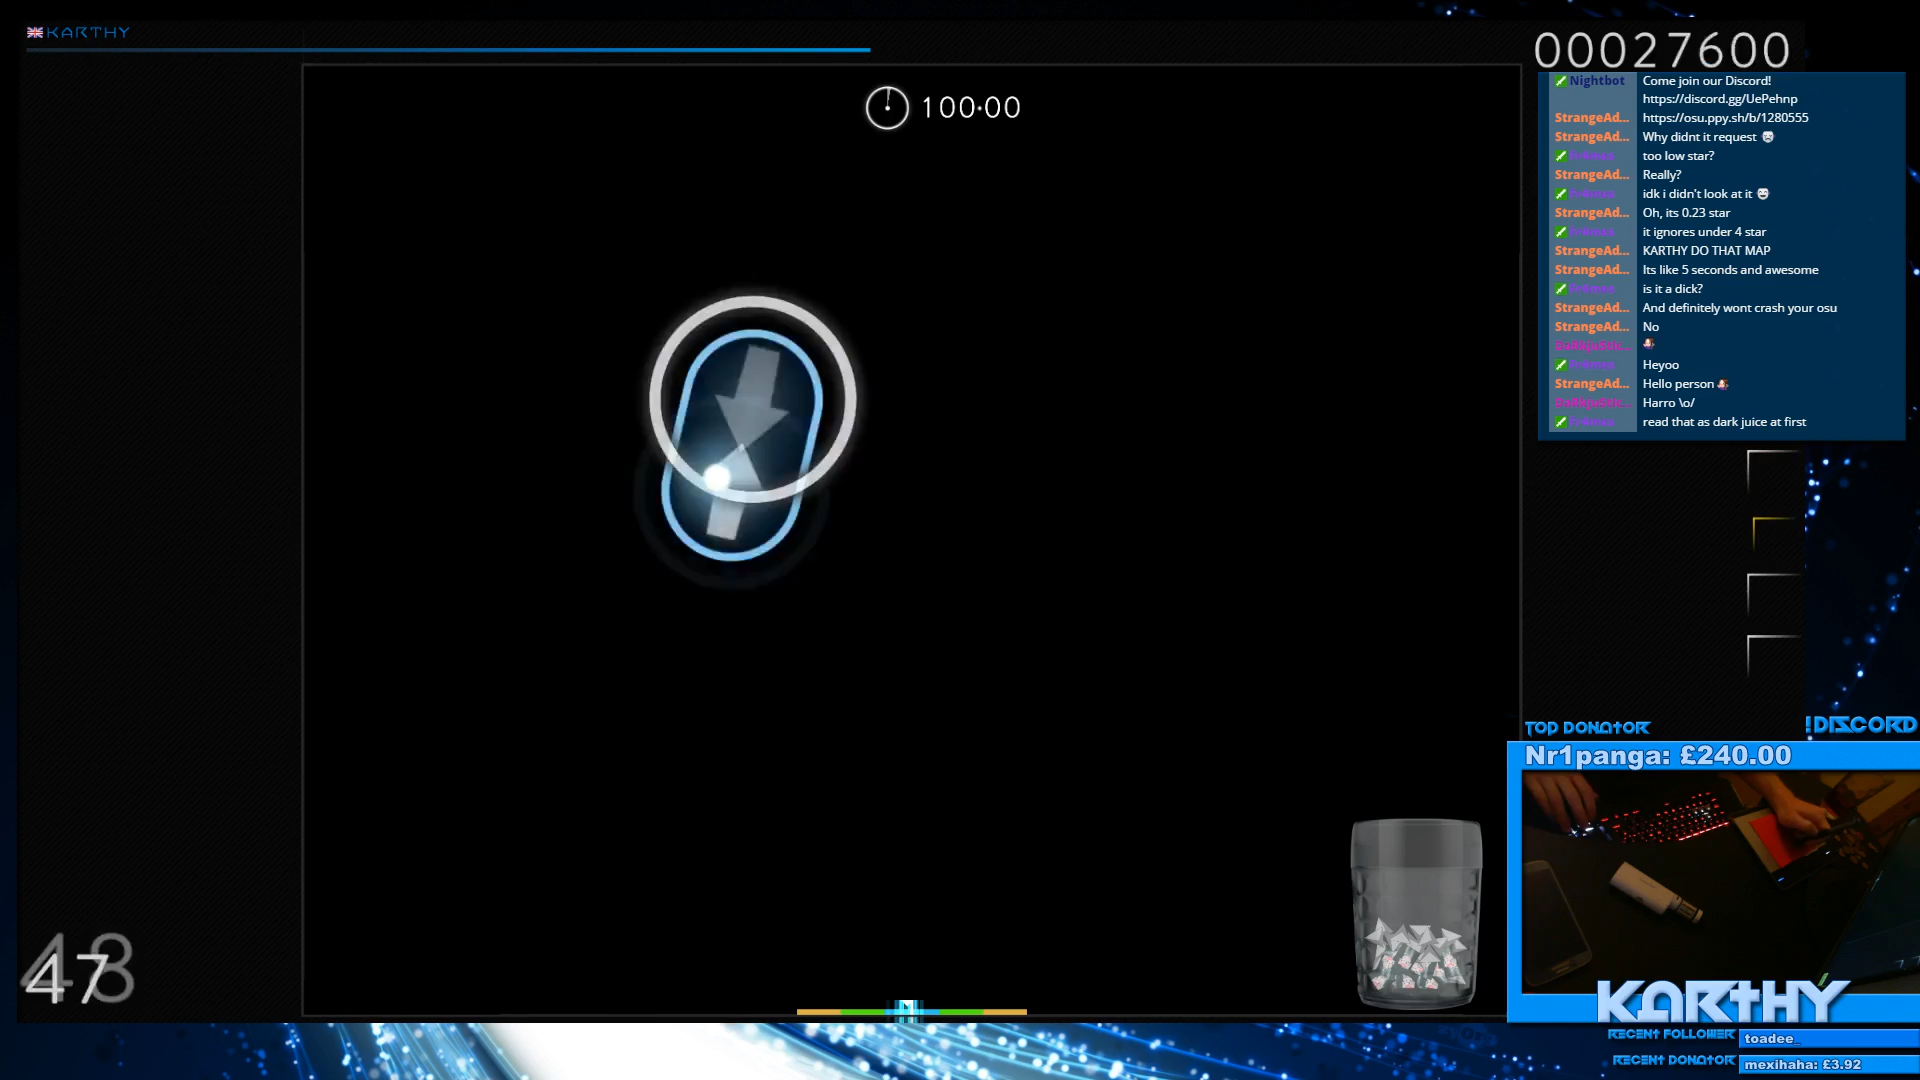 KARTHY
00027600
100.00
Nightbot Come join our Discord!
https://discord.gg/UePehnp
StrangeAd... https://osu.ppy.sh/b/1280555
StrangeAd... Why didnt it request
too low star?
StrangeAd... Really?
idk i didn't look at it
StrangeAd... Oh, its 0.23 star
it ignores under 4 star
StrangeAd... KARTHY DO THAT MAP
StrangeAd... Its like 5 seconds and awesome
is it a dick?
StrangeAd... And definitely wont crash your osu
StrangeAd... No
Heyoo
StrangeAd... Hello person
Harro \o/
read that as dark juice at first
TOP DONATOR
!DISCORD
Nr1panga: £240.00
47
KARTHY
RECENT FOLLOWER toadee_
RECENT DONATOR mexihaha: £3.92